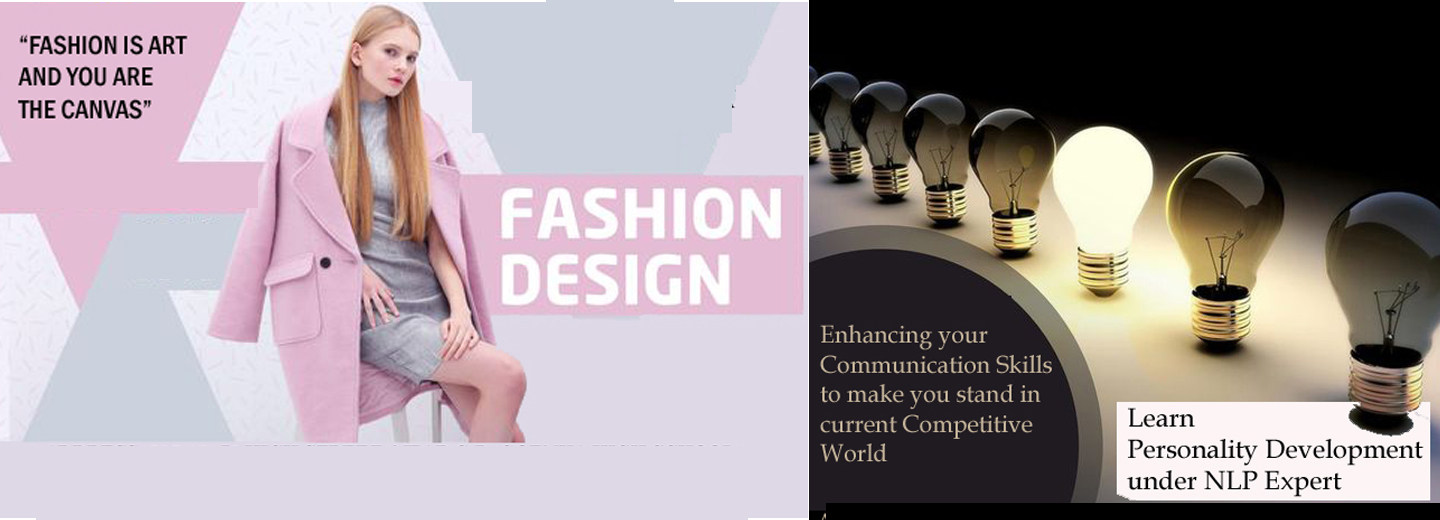 “FASHION IS ART
AND YOU ARE
THE CANVAS”
FASHION
DESIGN
Enhancing your
Communication Skills
to make you stand in
current Competitive
World
Learn
Personality Development
under NLP Expert